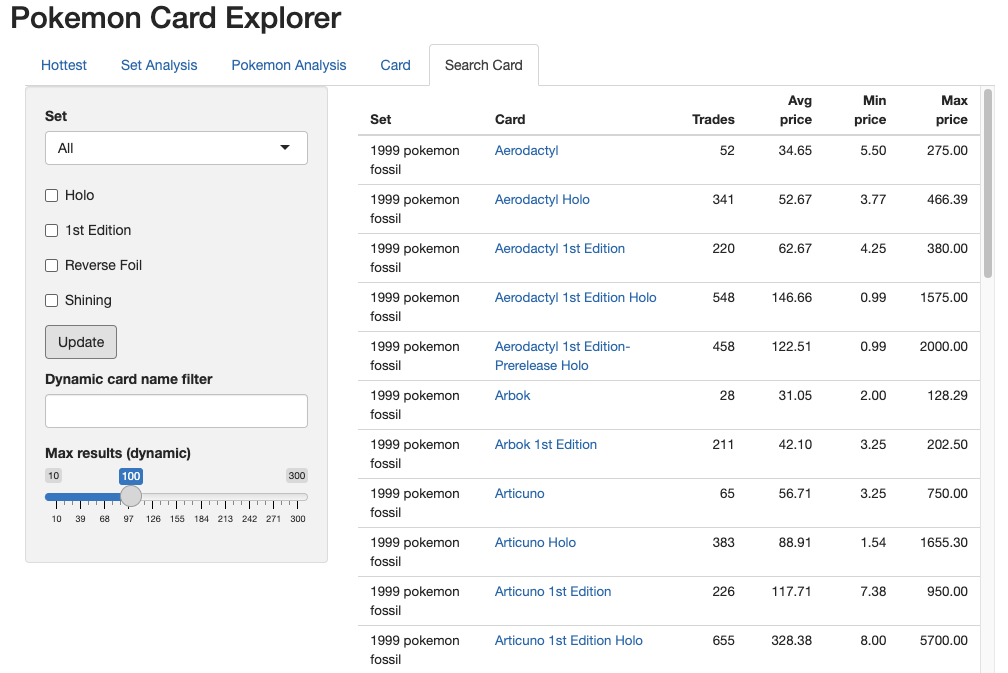 Pokemon Card Explorer
Hottest Set Analysis Pokemon Analysis Card Search Card
Set
All
Holo
1st Edition
Reverse Foil
Shining
Update
Dynamic card name filter
Max results (dynamic)
10 100 300
10 39 68 97 126 155 184 213 242 271 300
Set Card Trades Avg price Min price Max price
1999 pokemon fossil Aerodactyl 52 34.65 5.50 275.00
1999 pokemon fossil Aerodactyl Holo 341 52.67 3.77 466.39
1999 pokemon fossil Aerodactyl 1st Edition 220 62.67 4.25 380.00
1999 pokemon fossil Aerodactyl 1st Edition Holo 548 146.66 0.99 1575.00
1999 pokemon fossil Aerodactyl 1st Edition-Prerelease Holo 458 122.51 0.99 2000.00
1999 pokemon fossil Arbok 28 31.05 2.00 128.29
1999 pokemon fossil Arbok 1st Edition 211 42.10 3.25 202.50
1999 pokemon fossil Articuno 65 56.71 3.25 750.00
1999 pokemon fossil Articuno Holo 383 88.91 1.54 1655.30
1999 pokemon fossil Articuno 1st Edition 226 117.71 7.38 950.00
1999 pokemon fossil Articuno 1st Edition Holo 655 328.38 8.00 5700.00